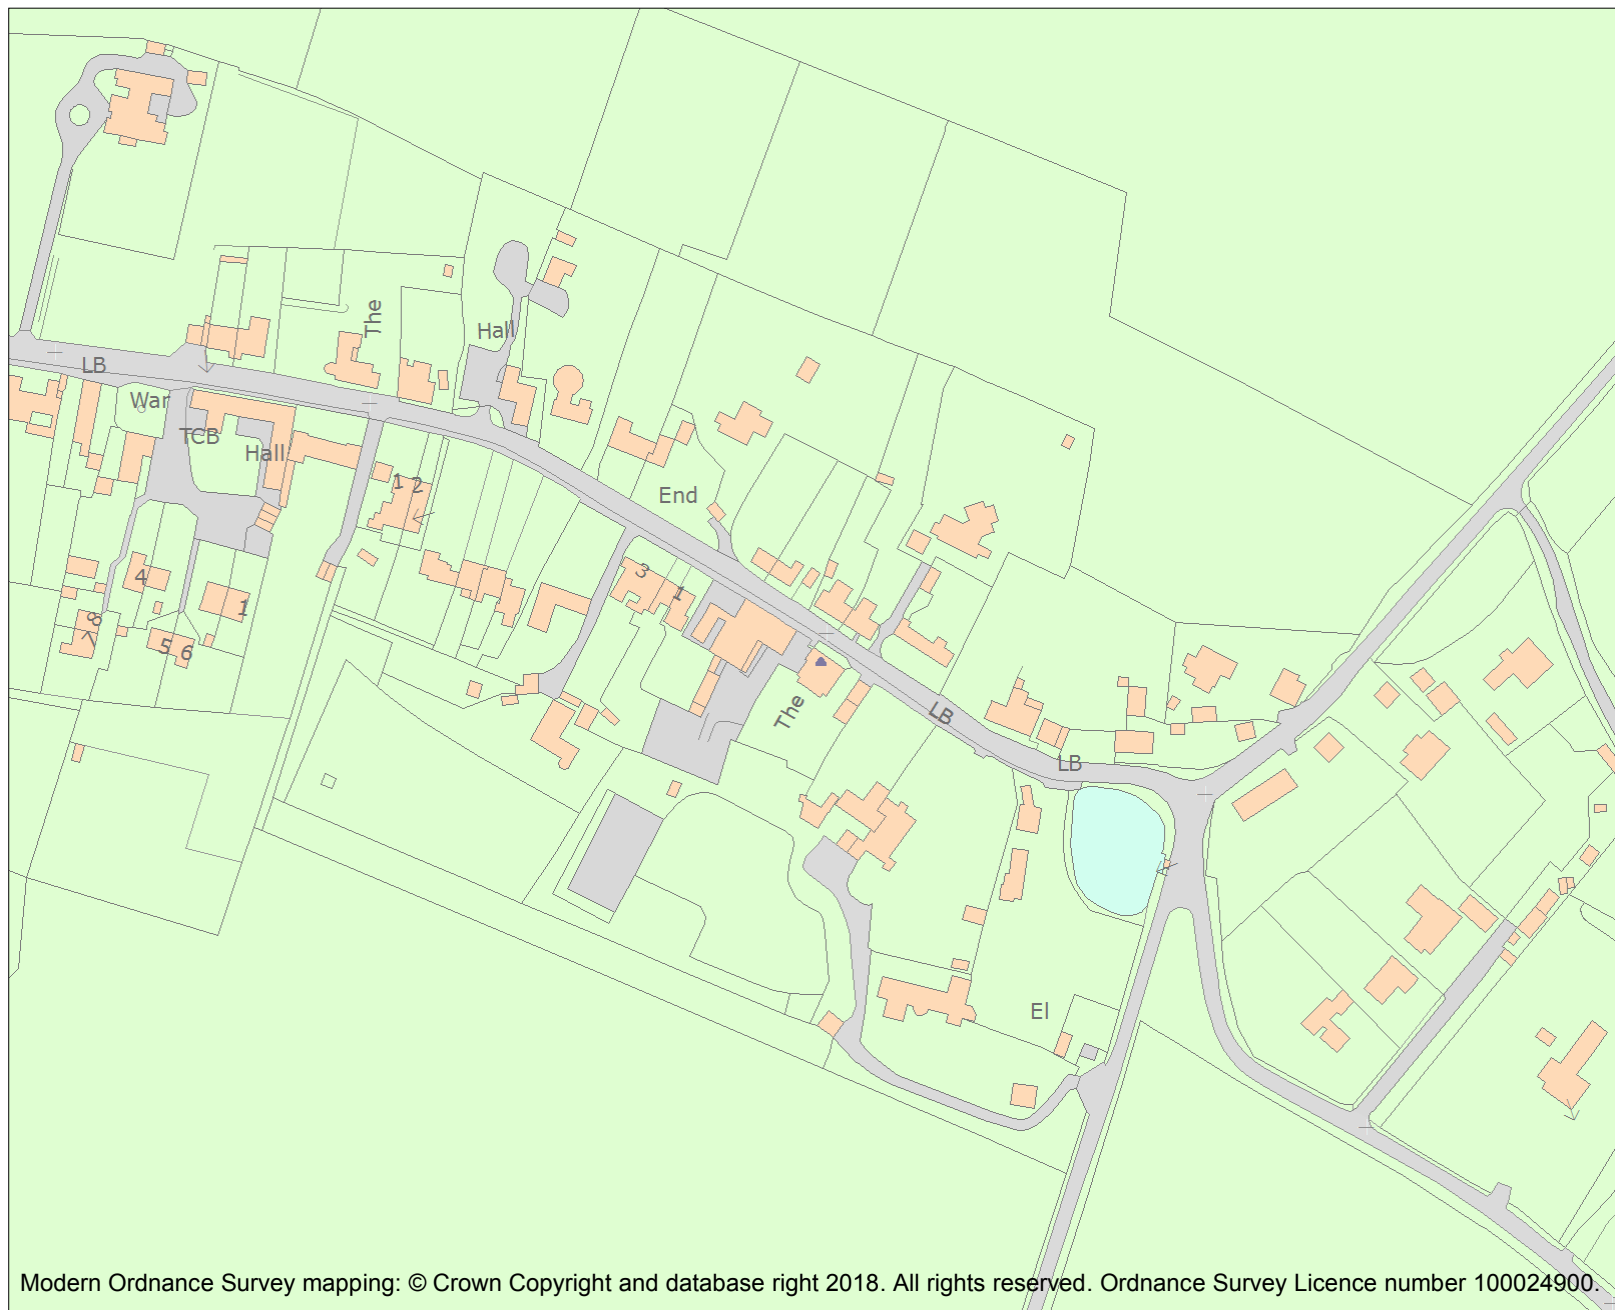 The
Hall
LB
War
TCB
Hall
1 2
End
3
1
4
1
8
7
5 6
The
LB
LB
El
Modern Ordnance Survey mapping: © Crown Copyright and database right 2018. All rights reserved. Ordnance Survey Licence number 100024900.